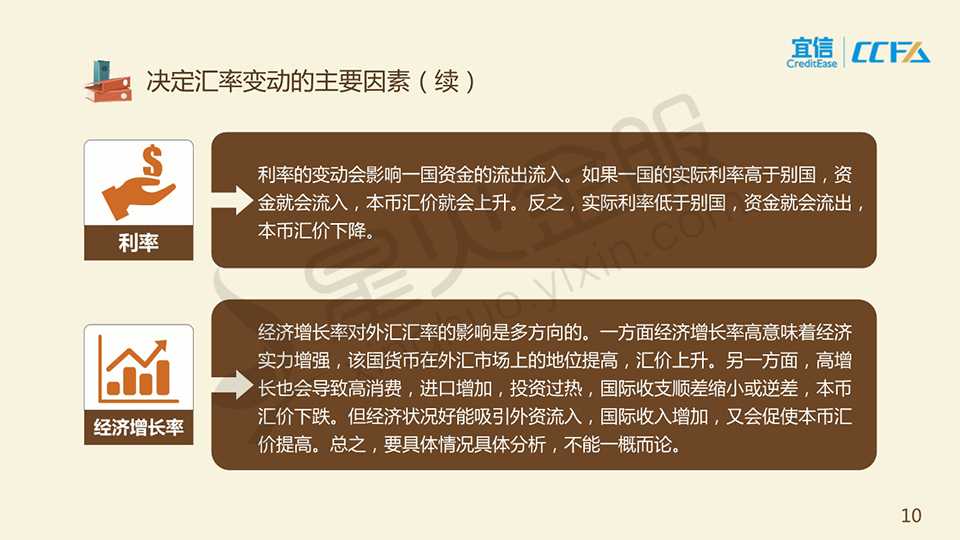 宜信
CreditEase
CCFA
决定汇率变动的主要因素（续）
利率
利率的变动会影响一国资金的流出流入。如果一国的实际利率高于别国，资
金就会流入，本币汇价就会上升。反之，实际利率低于别国，资金就会流出，
本币汇价下降。
经济增长率
经济增长率对外汇汇率的影响是多方向的。一方面经济增长率高意味着经济
实力增强，该国货币在外汇市场上的地位提高，汇价上升。另一方面，高增
长也会导致高消费，进口增加，投资过热，国际收支顺差缩小或逆差，本币
汇价下跌。但经济状况好能吸引外资流入，国际收入增加，又会促使本币汇
价提高。总之，要具体情况具体分析，不能一概而论。
星火金服
huo.yixin.com
10